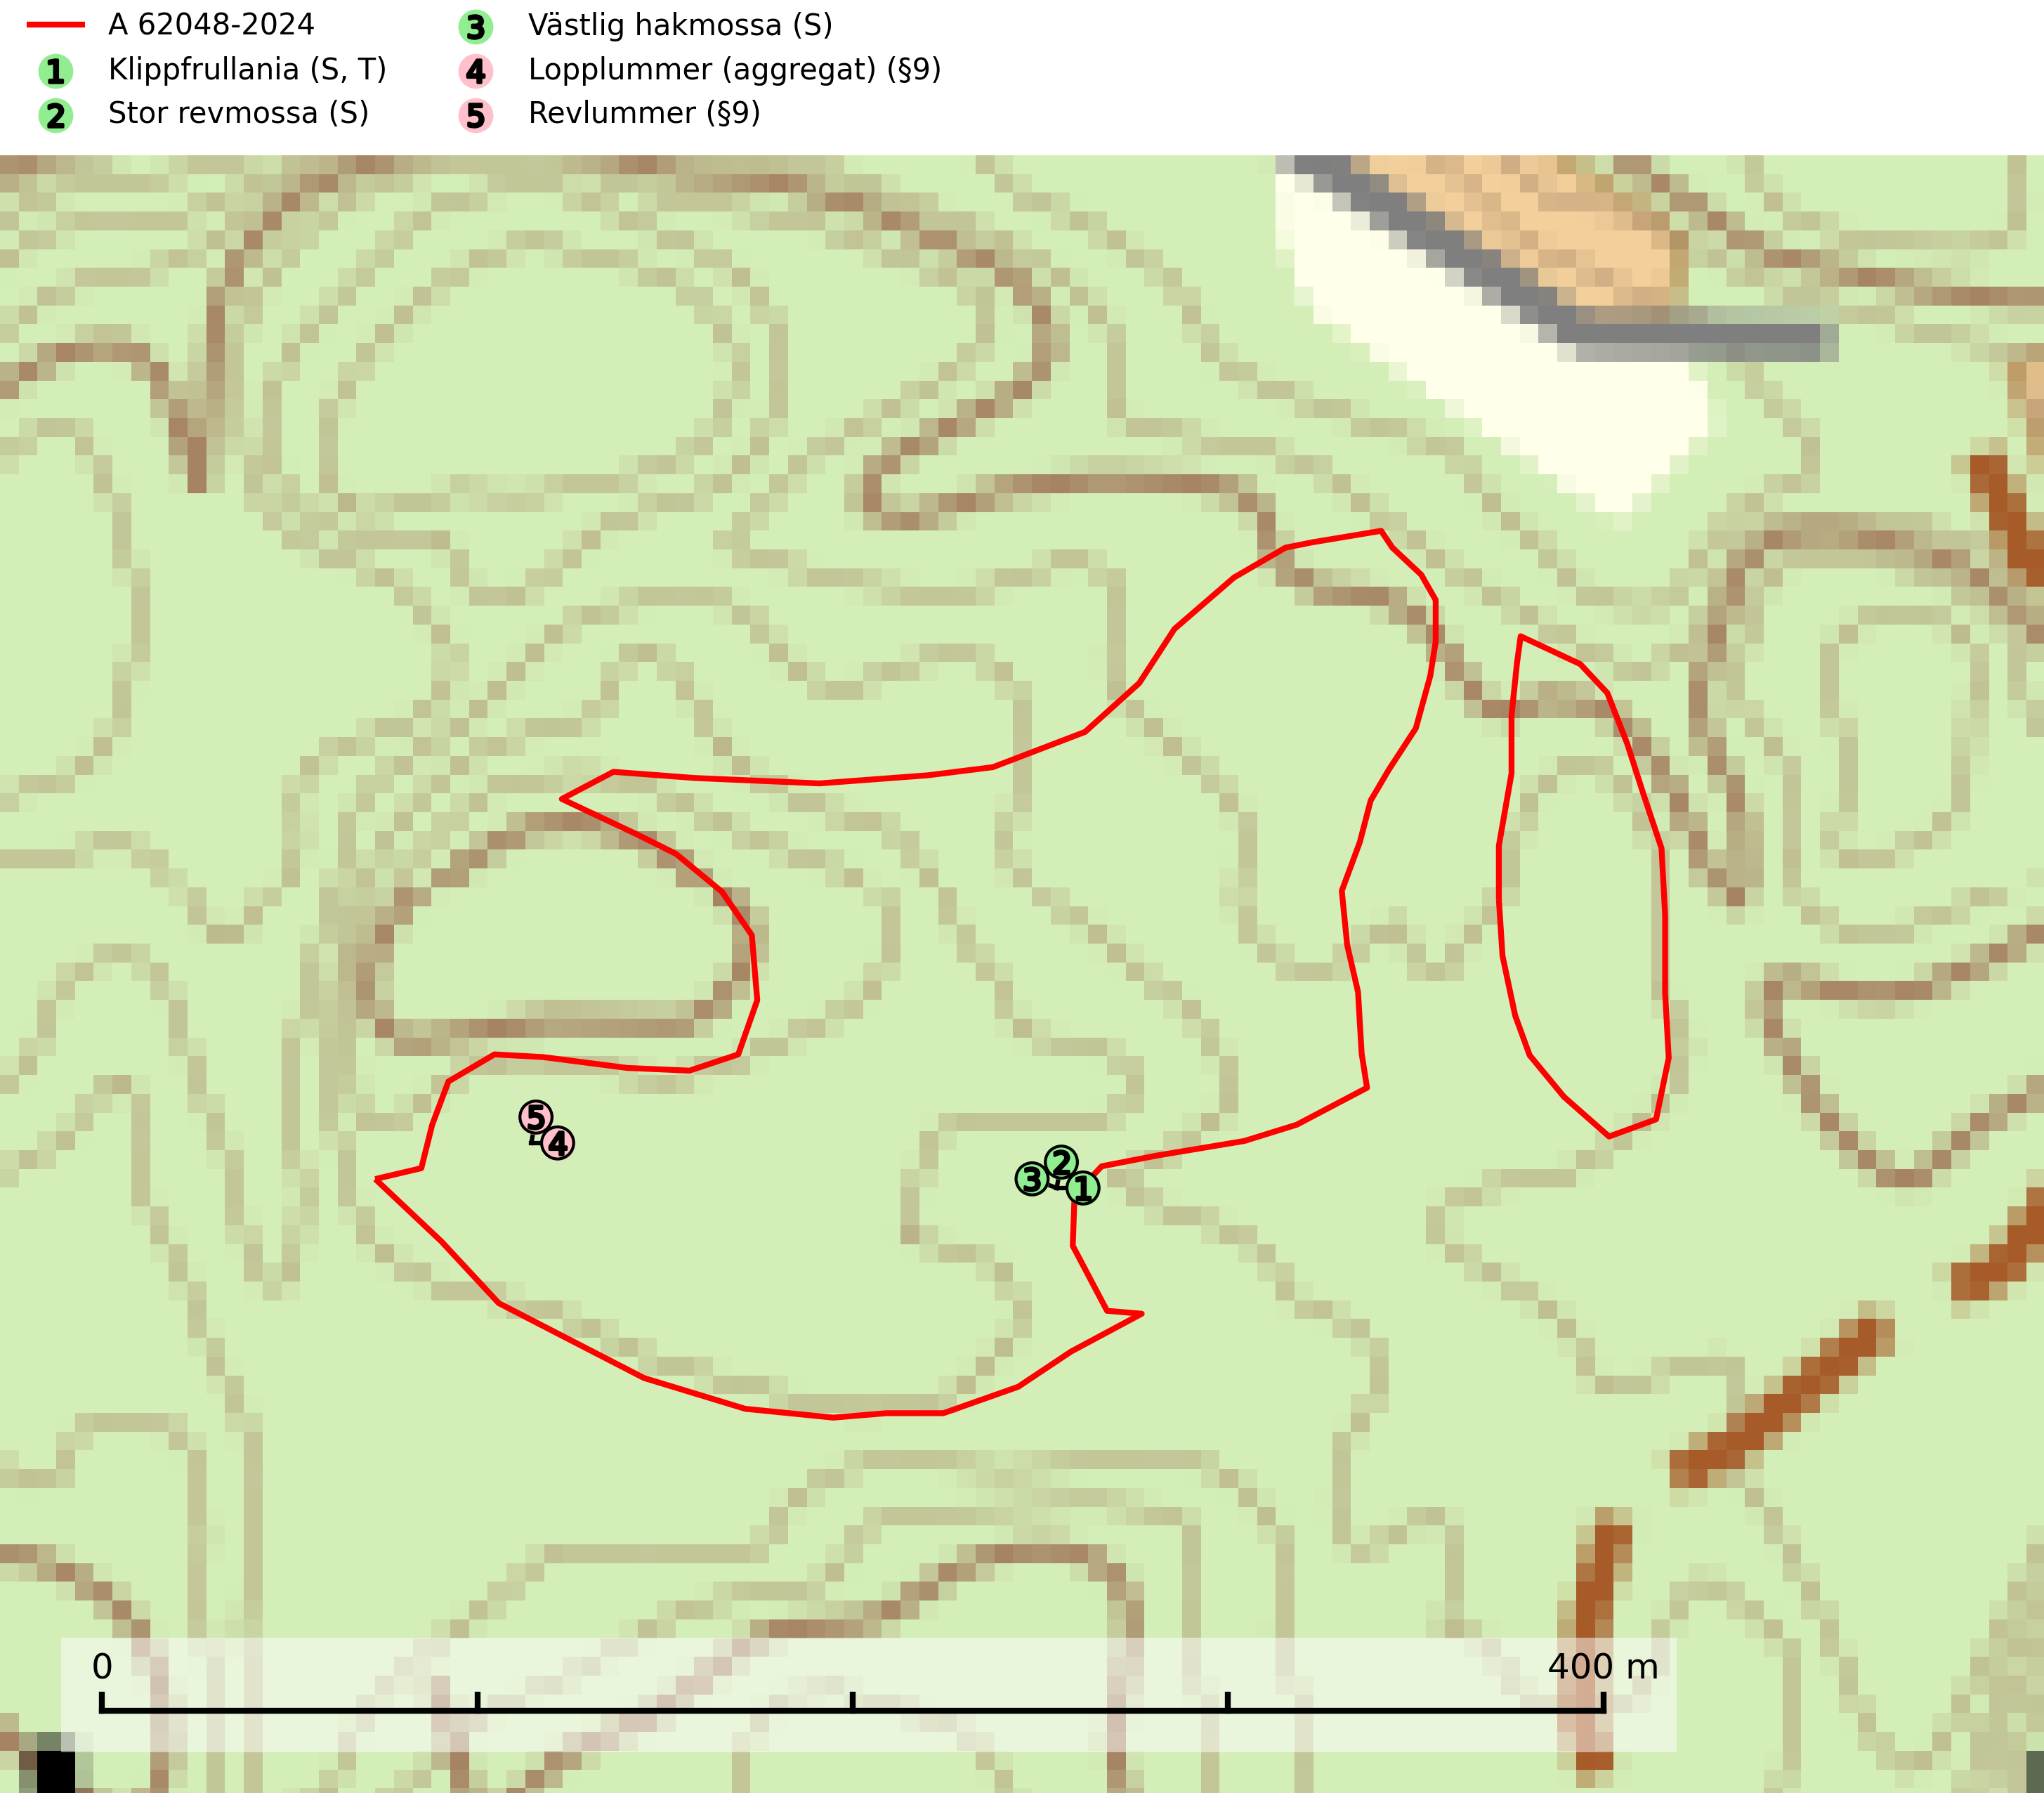 A 62048-2024
1 Klippfrullania (S, T)
2 Stor revmossa (S)
3 Västlig hakmossa (S)
4 Lopplummer (aggregat) (§9)
5 Revlummer (§9)
5
4
2
3
1
0
400 m